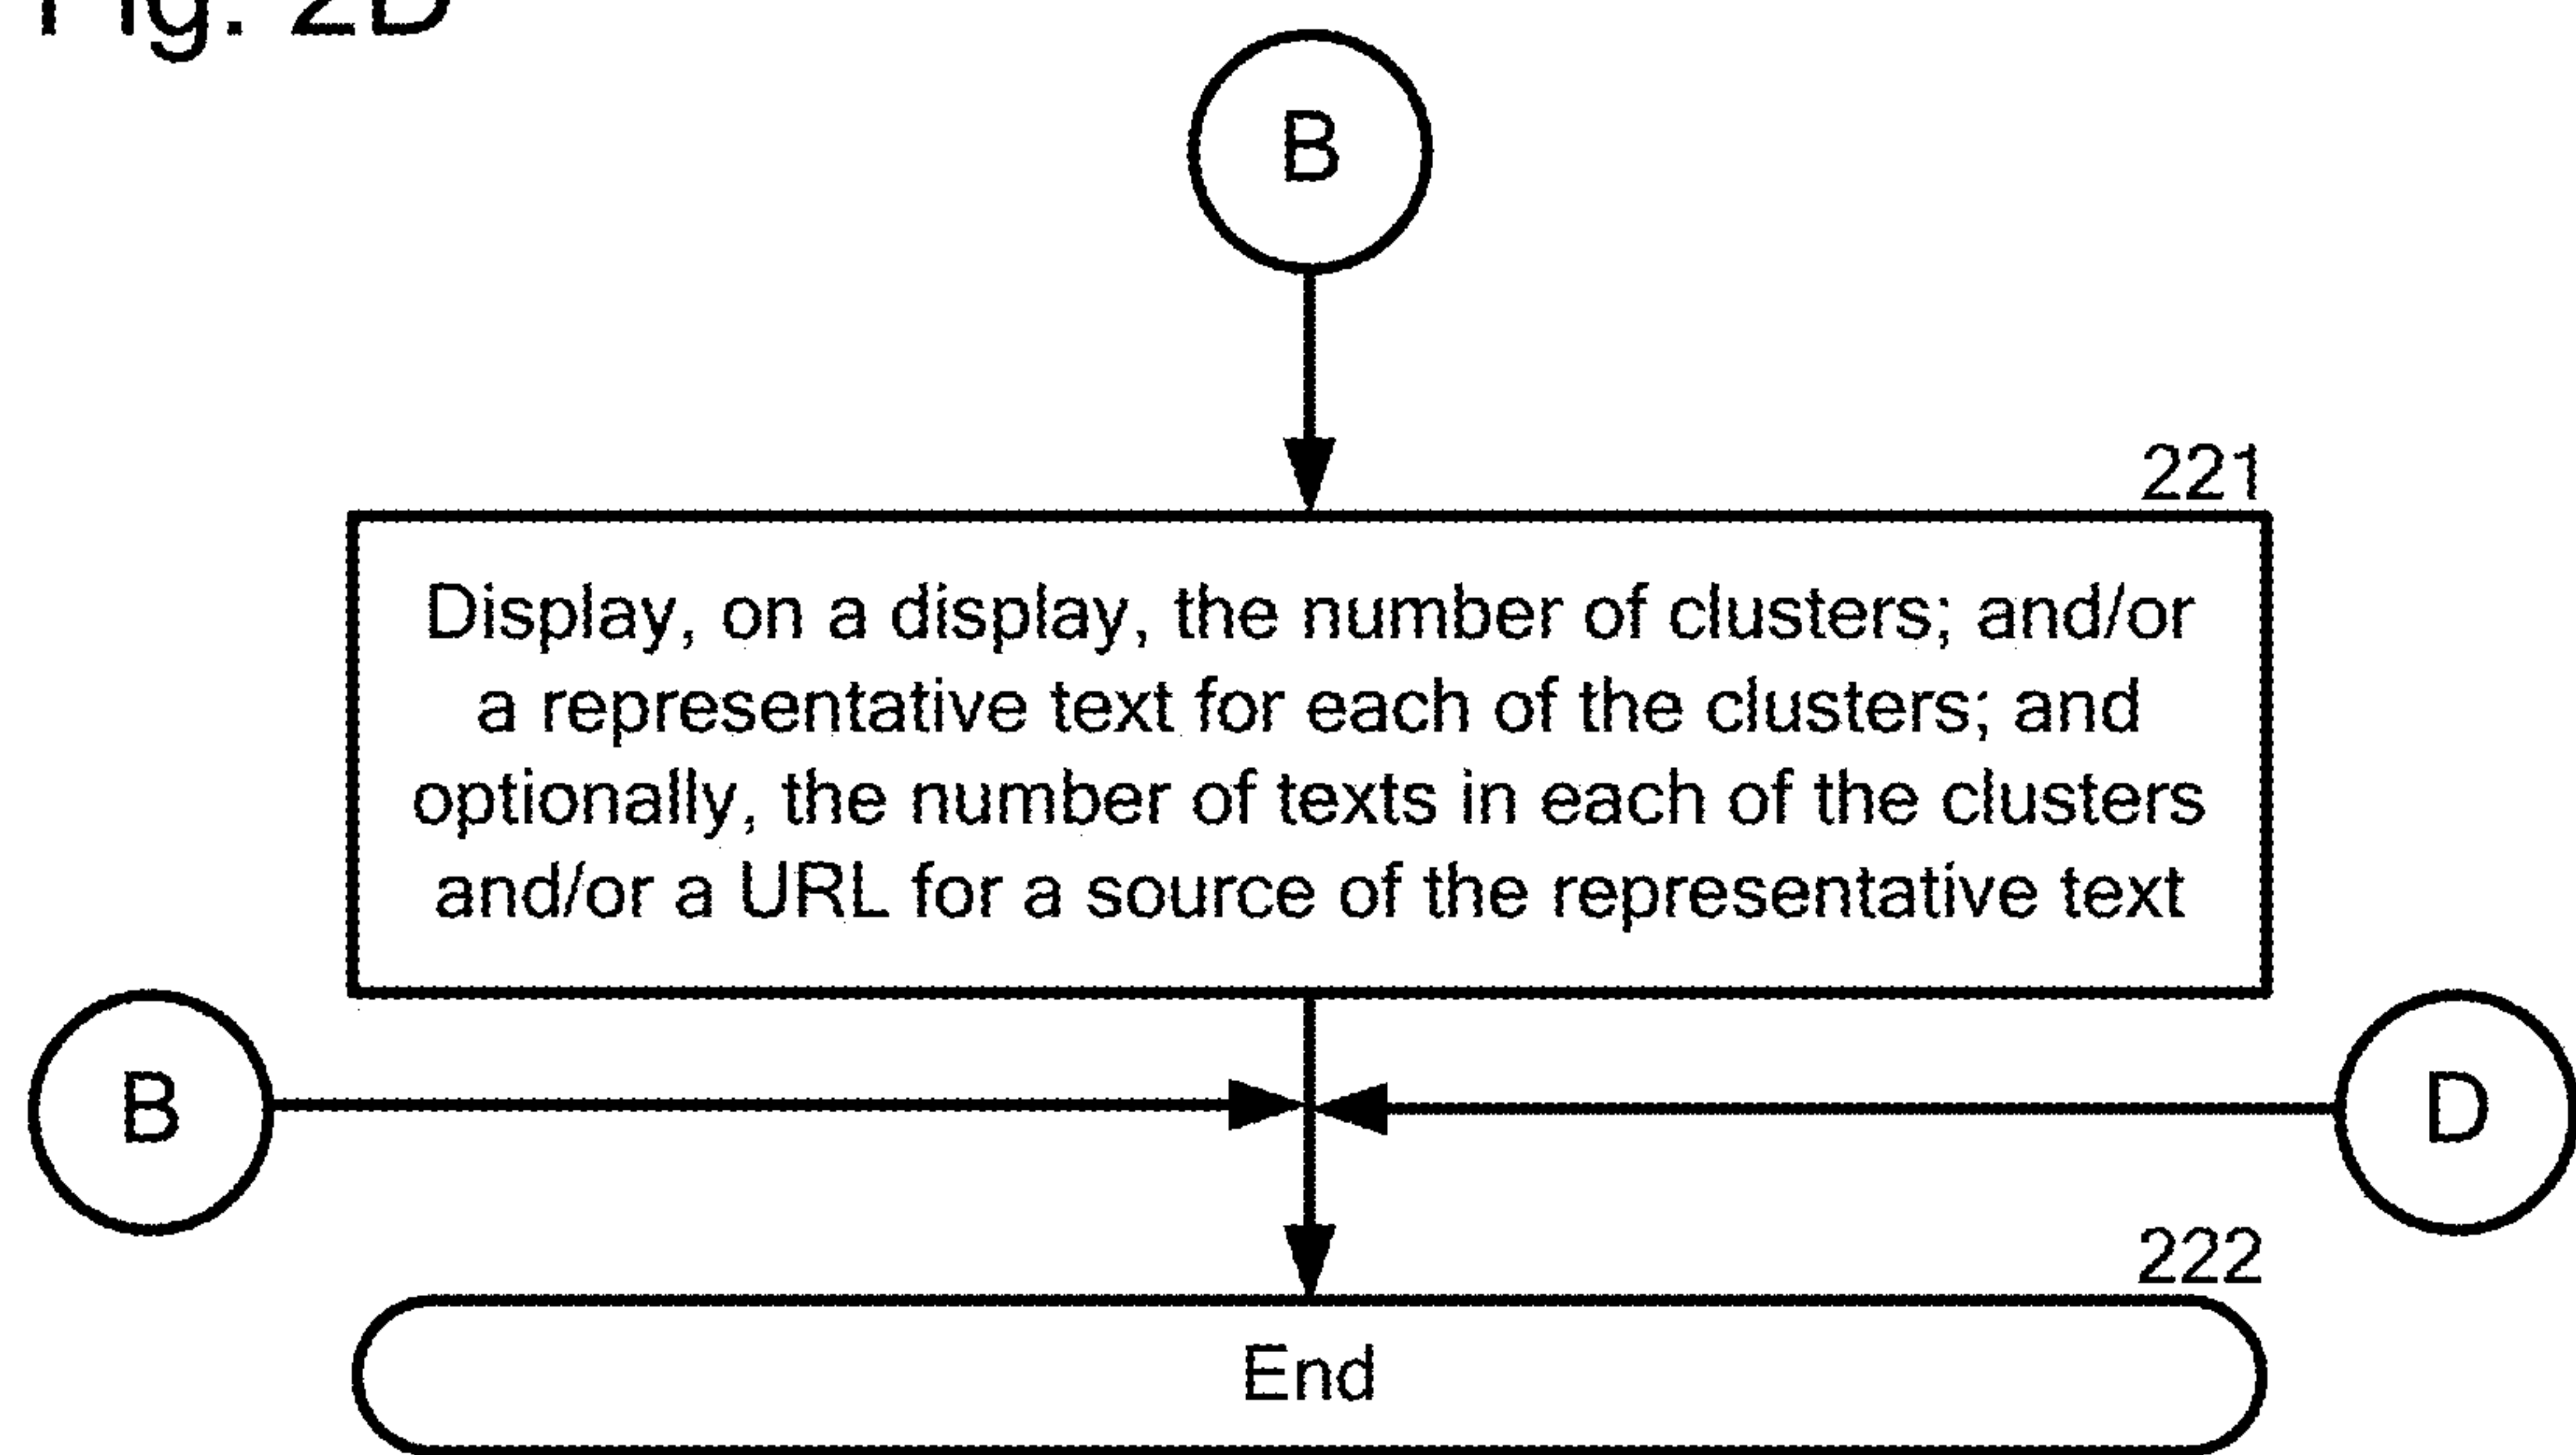 Fig. 2D
B
221
Display, on a display, the number of clusters; and/or
a representative text for each of the clusters; and
optionally, the number of texts in each of the clusters
and/or a URL for a source of the representative text
B
D
222
End